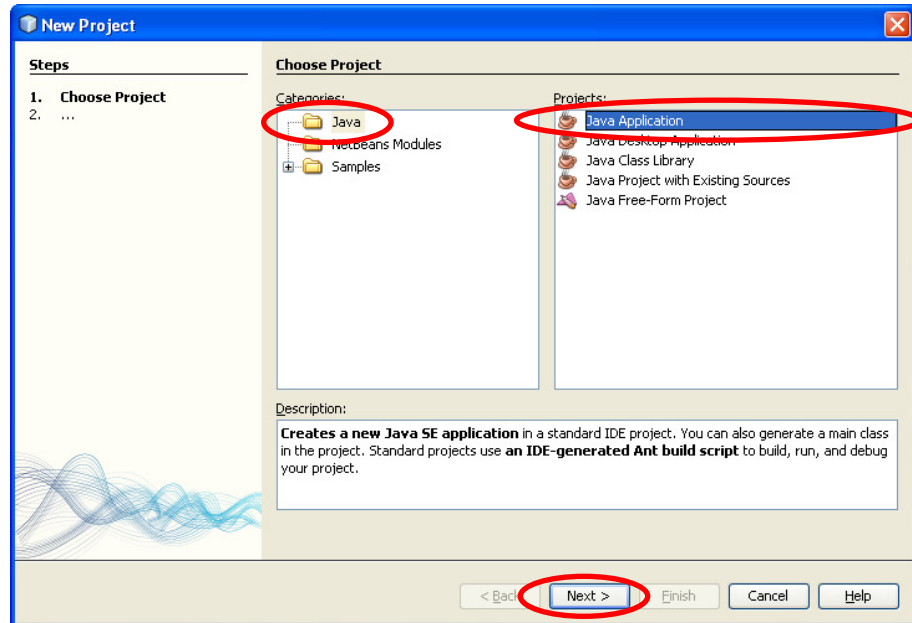 New Project
Steps
1. Choose Project
2. ...
Choose Project
Categories:
Java
NetBeans Modules
Samples
Projects:
Java Application
Java Desktop Application
Java Class Library
Java Project with Existing Sources
Java Free-Form Project
Description:
Creates a new Java SE application in a standard IDE project. You can also generate a main class
in the project. Standard projects use an IDE-generated Ant build script to build, run, and debug
your project.
< Back
Next >
Finish
Cancel
Help